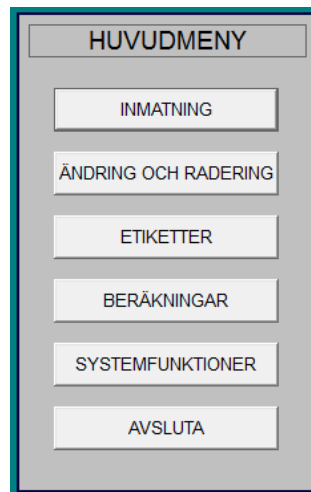 HUVUDMENY
INMATNING
ÄNDRING OCH RADERING
ETIKETTER
BERÄKNINGAR
SYSTEMFUNKTIONER
AVSLUTA